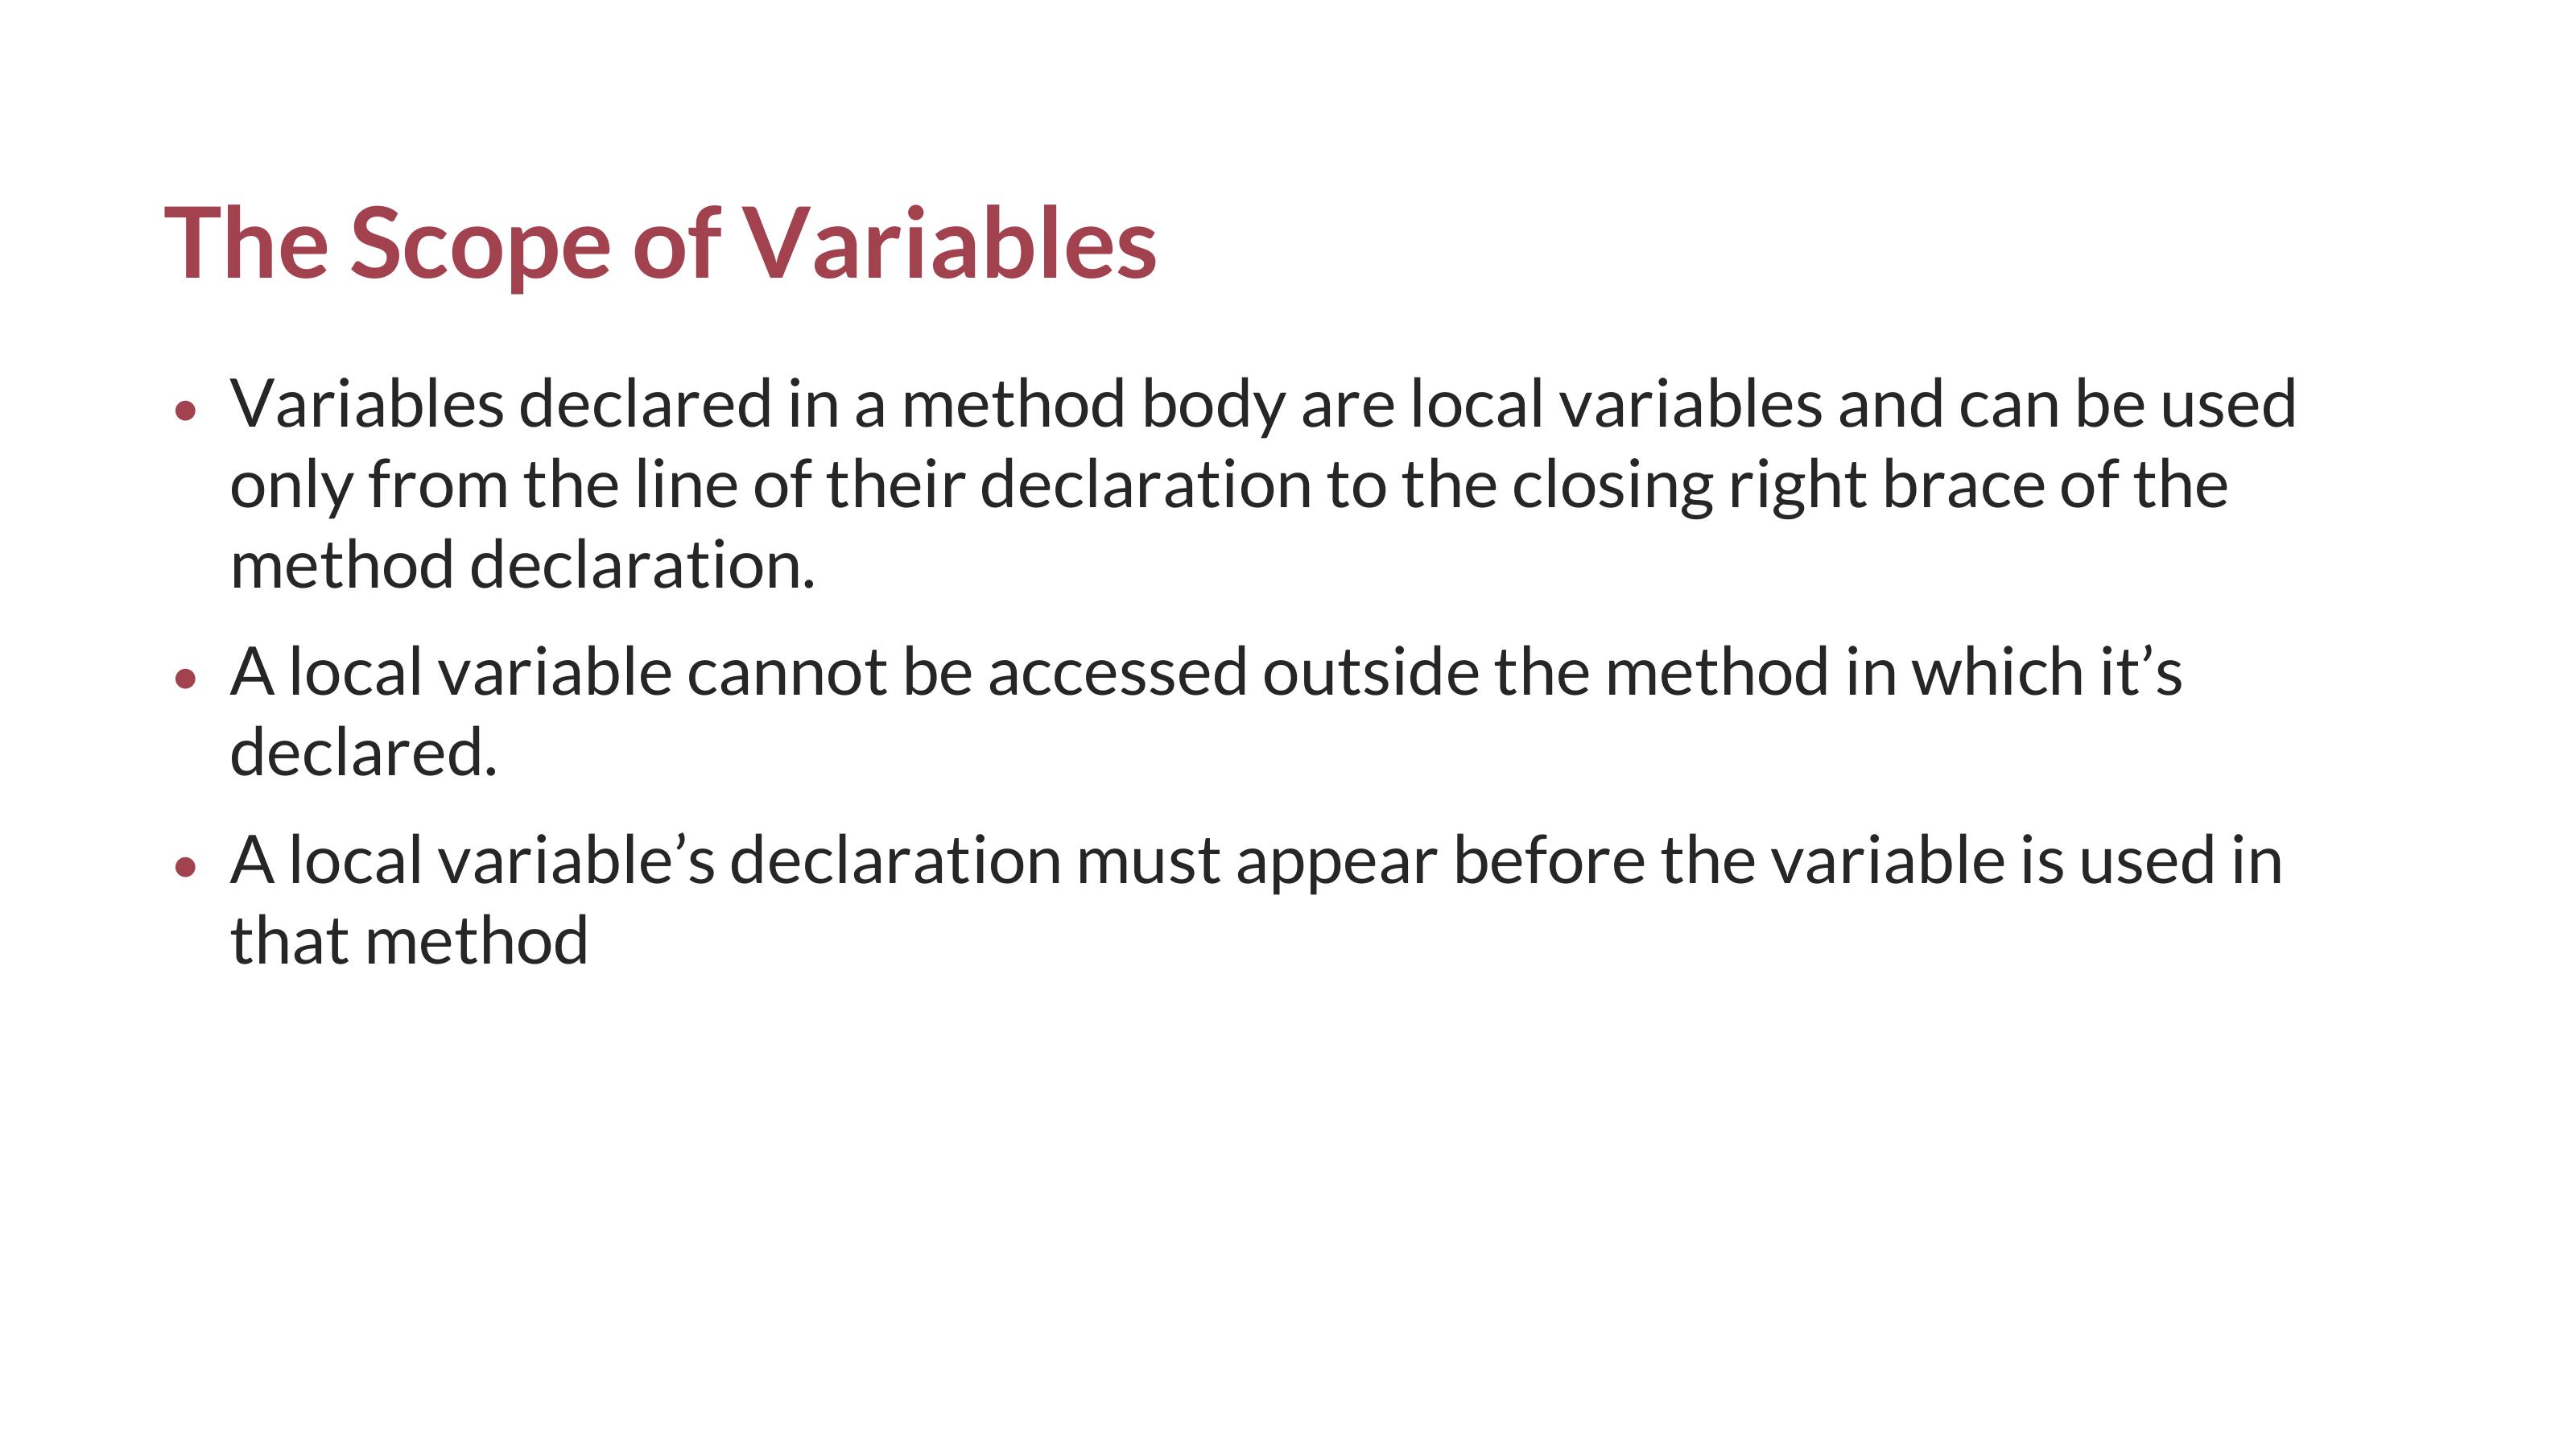 The Scope of Variables
• Variables declared in a method body are local variables and can be used
only from the line of their declaration to the closing right brace of the
method declaration.
• A local variable cannot be accessed outside the method in which it’s
declared.
• A local variable’s declaration must appear before the variable is used in
that method